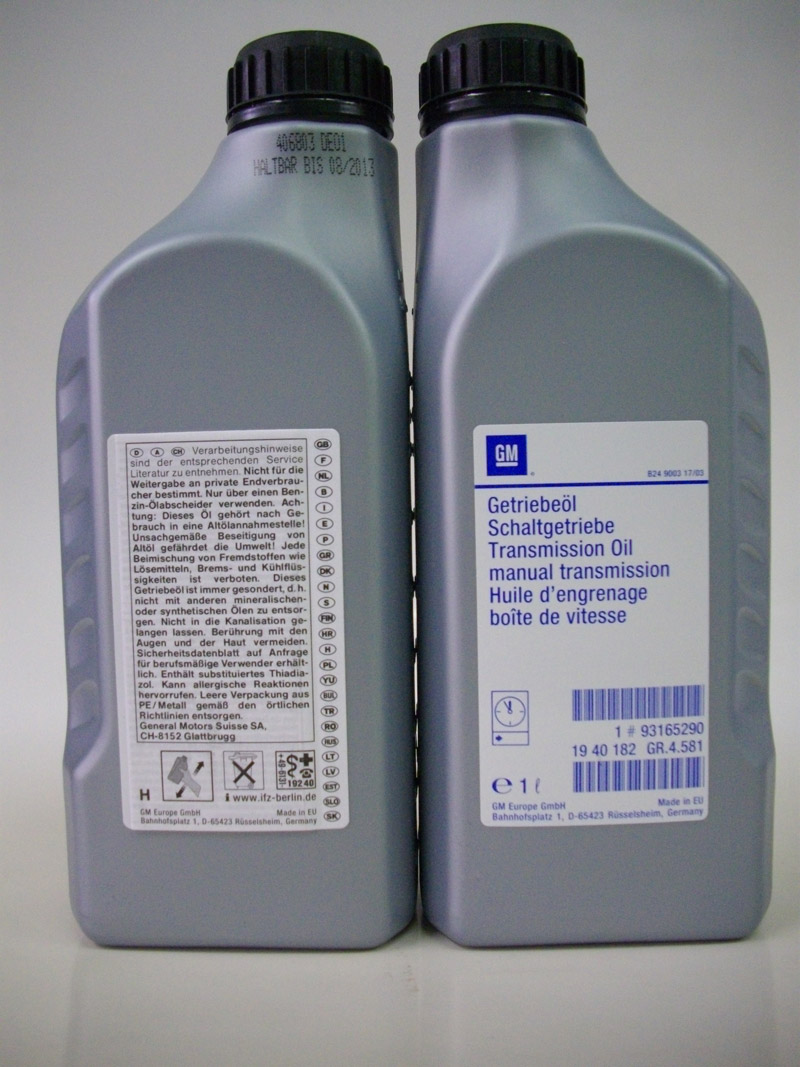 406803 DE01
HALTBAR BIS 08/2013
D A CH Verarbeitungshinweise
sind der entsprechenden Service
Literatur zu entnehmen. Nicht für die
Weitergabe an private Endverbrau-
cher bestimmt. Nur über einen Ben-
zin-Ölabscheider verwenden. Ach-
tung: Dieses Öl gehört nach Ge-
brauch in eine Altölannahmestelle!
Unsachgemäße Beseitigung von
Altöl gefährdet die Umwelt! Jede
Beimischung von Fremdstoffen wie
Lösemitteln, Brems- und Kühlflüs-
sigkeiten ist verboten. Dieses
Getriebeöl ist immer gesondert, d.h.
nicht mit anderen mineralischen-
oder synthetischen Ölen zu entsor-
gen. Nicht in die Kanalisation ge-
langen lassen. Berührung mit den
Augen und der Haut vermeiden.
Sicherheitsdatenblatt auf Anfrage
für berufsmäßige Verwender erhält-
lich. Enthält substituiertes Thiadia-
zol. Kann allergische Reaktionen
hervorrufen. Leere Verpackung aus
PE/Metall gemäß den örtlichen
Richtlinien entsorgen.
General Motors Suisse SA,
CH-8152 Glattbrugg
GB
F
NL
B
I
E
P
GR
DK
N
S
FIN
HR
H
PL
YU
BUL
TR
RO
RUS
LT
LV
EST
SLO
SK
H
+49-6131-
192 40
i www.ifz-berlin.de
GM Europe GmbH Made in EU
Bahnhofsplatz 1, D-65423 Rüsselsheim, Germany
GM
B24 9003 17/03
Getriebeöl
Schaltgetriebe
Transmission Oil
manual transmission
Huile d'engrenage
boîte de vitesse
1 # 93165290
19 40 182 GR.4.581
e 1 ℓ
GM Europe GmbH Made in EU
Bahnhofsplatz 1, D-65423 Rüsselsheim, Germany